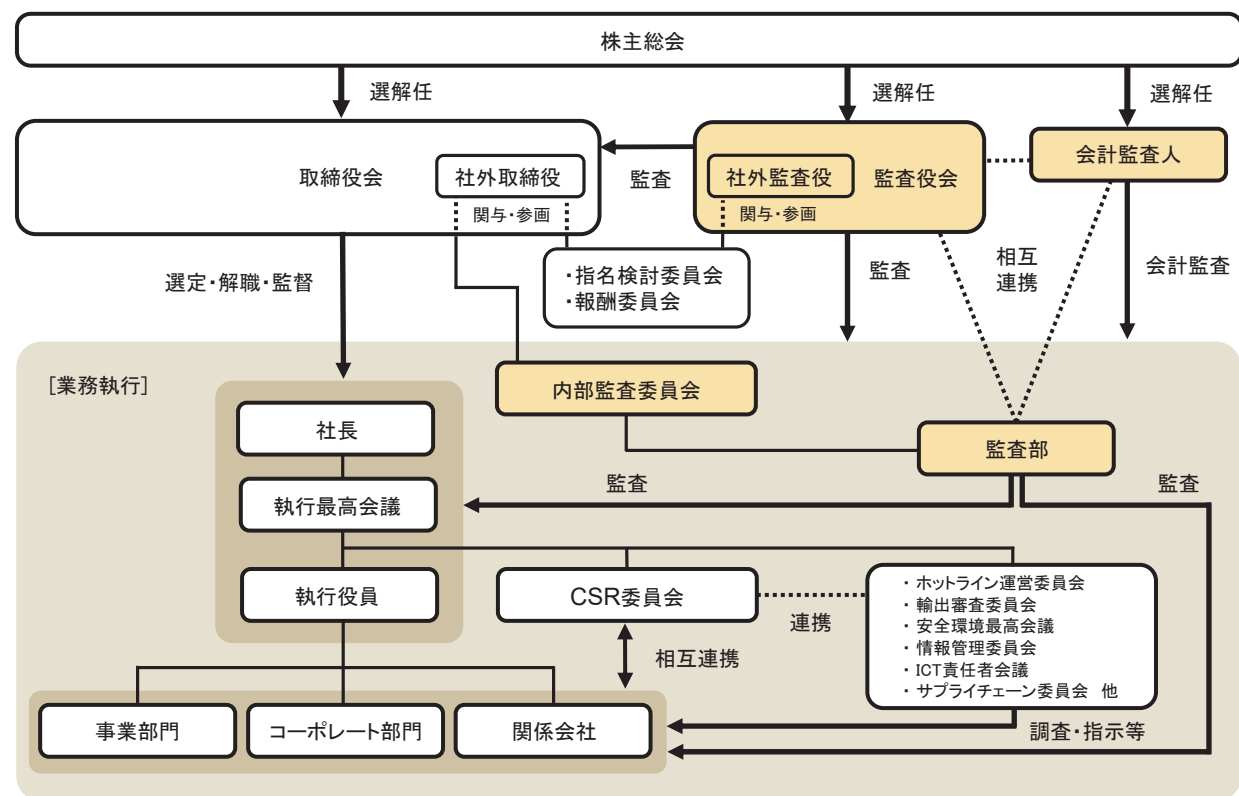 株主総会
選解任
選解任
選解任
取締役会
社外取締役
関与・参画
監査
社外監査役
監査役会
関与・参画
会計監査人
・指名検討委員会
・報酬委員会
選定・解職・監督
監査
相互
連携
会計監査
[業務執行]
内部監査委員会
社長
監査部
執行最高会議
監査
監査
執行役員
CSR委員会
連携
・ ホットライン運営委員会
・ 輸出審査委員会
・ 安全環境最高会議
・ 情報管理委員会
・ ICT責任者会議
・ サプライチェーン委員会 他
相互連携
事業部門
コーポレート部門
関係会社
調査・指示等